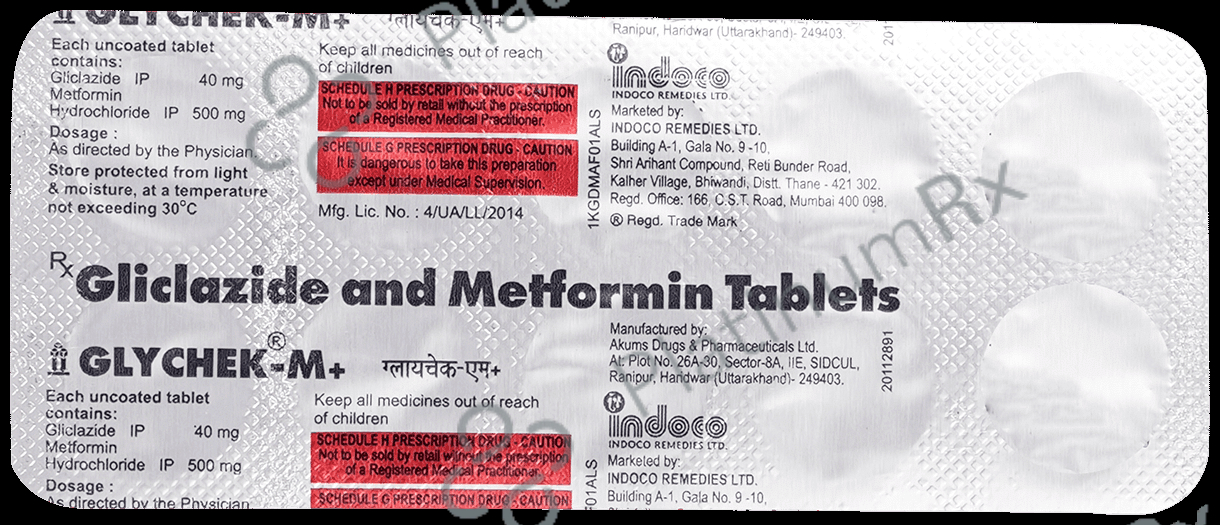 GLYCHEK-M+ ग्लायचेक-एम+
Each uncoated tablet
contains:
Gliclazide IP 40 mg
Metformin
Hydrochloride IP 500 mg
Dosage :
As directed by the Physician.
Store protected from light
& moisture, at a temperature
not exceeding 30°C
Keep all medicines out of reach
of children
SCHEDULE H PRESCRIPTION DRUG - CAUTION
Not to be sold by retail without the prescription
of a Registered Medical Practitioner.
SCHEDULE G PRESCRIPTION DRUG - CAUTION
It is dangerous to take this preparation
except under Medical Supervision.
Mfg. Lic. No. : 4/UA/LL/2014
1KGDMAF01ALS
Ranipur, Haridwar (Uttarakhand)- 249403.
indoco
INDOCO REMEDIES LTD.
Marketed by:
INDOCO REMEDIES LTD.
Building A-1, Gala No. 9 -10,
Shri Arihant Compound, Reti Bunder Road,
Kalher Village, Bhiwandi, Distt. Thane - 421 302.
Regd. Office: 166, C.S.T. Road, Mumbai 400 098.
® Regd. Trade Mark
2011
Rx Gliclazide and Metformin Tablets
GLYCHEK®-M+ ग्लायचेक-एम+
Each uncoated tablet
contains:
Gliclazide IP 40 mg
Metformin
Hydrochloride IP 500 mg
Dosage :
As directed by the Physician
Keep all medicines out of reach
of children
SCHEDULE H PRESCRIPTION DRUG - CAUTION
Not to be sold by retail without the prescription
of a Registered Medical Practitioner.
SCHEDULE G PRESCRIPTION DRUG - CAUTION
F01ALS
Manufactured by:
Akums Drugs & Pharmaceuticals Ltd.
At: Plot No. 26A-30, Sector-8A, IIE, SIDCUL,
Ranipur, Haridwar (Uttarakhand)- 249403.
indoco
INDOCO REMEDIES LTD.
Marketed by:
INDOCO REMEDIES LTD.
Building A-1, Gala No. 9 -10,
20112891
PlatinumRx